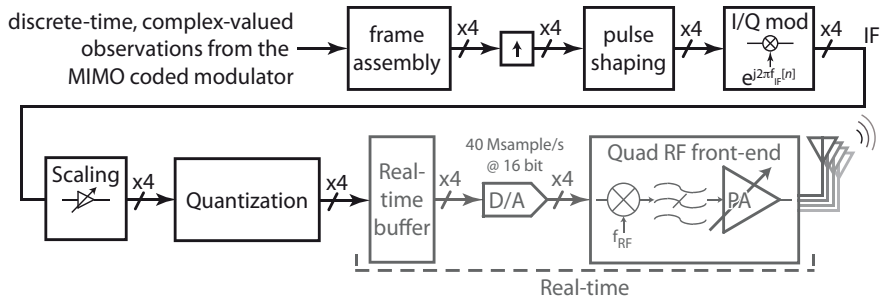 discrete-time, complex-valued
observations from the
MIMO coded modulator
frame
assembly
x4
↑
x4
pulse
shaping
x4
I/Q mod
e^j2πf_IF[n]
x4
IF
Scaling
x4
Quantization
x4
Real-
time
buffer
x4
40 Msample/s
@ 16 bit
D/A
x4
Quad RF front-end
f_RF
PA
Real-time